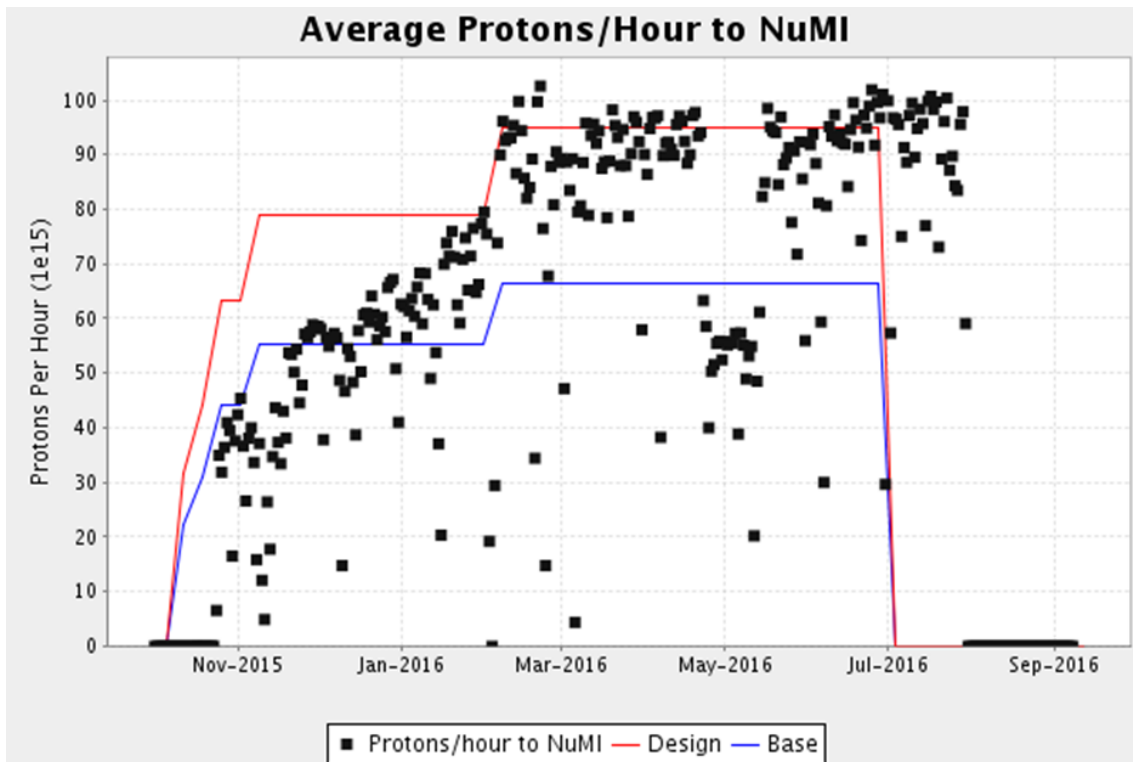 Average Protons/Hour to NuMI
Protons Per Hour (1e15)
100
90
80
70
60
50
40
30
20
10
0
Nov-2015 Jan-2016 Mar-2016 May-2016 Jul-2016 Sep-2016
Protons/hour to NuMI Design Base